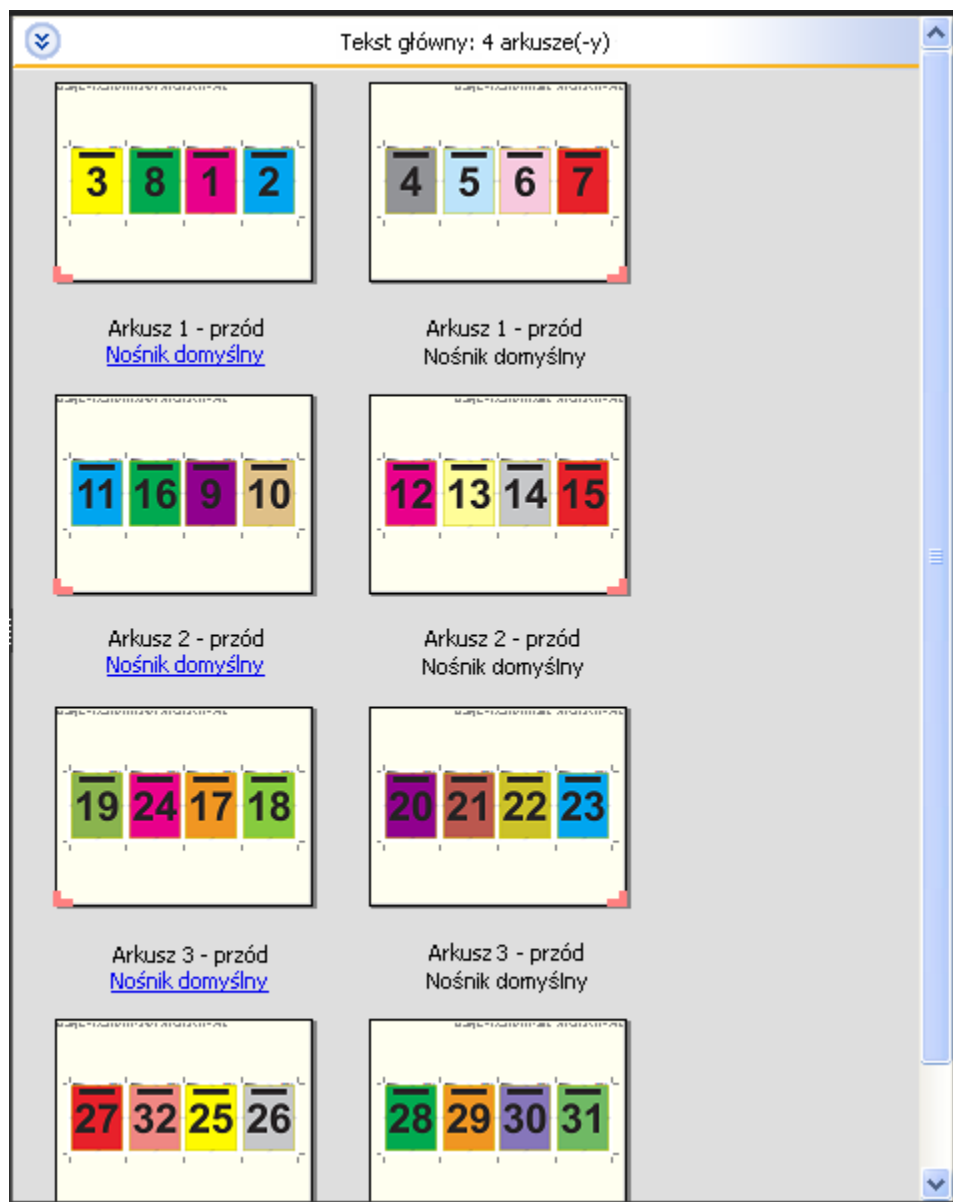 Tekst główny: 4 arkusze(-y)
3 8 1 2
4 5 6 7
Arkusz 1 - przód
Nośnik domyślny
Arkusz 1 - przód
Nośnik domyślny
11 16 9 10
12 13 14 15
Arkusz 2 - przód
Nośnik domyślny
Arkusz 2 - przód
Nośnik domyślny
19 24 17 18
20 21 22 23
Arkusz 3 - przód
Nośnik domyślny
Arkusz 3 - przód
Nośnik domyślny
27 32 25 26
28 29 30 31